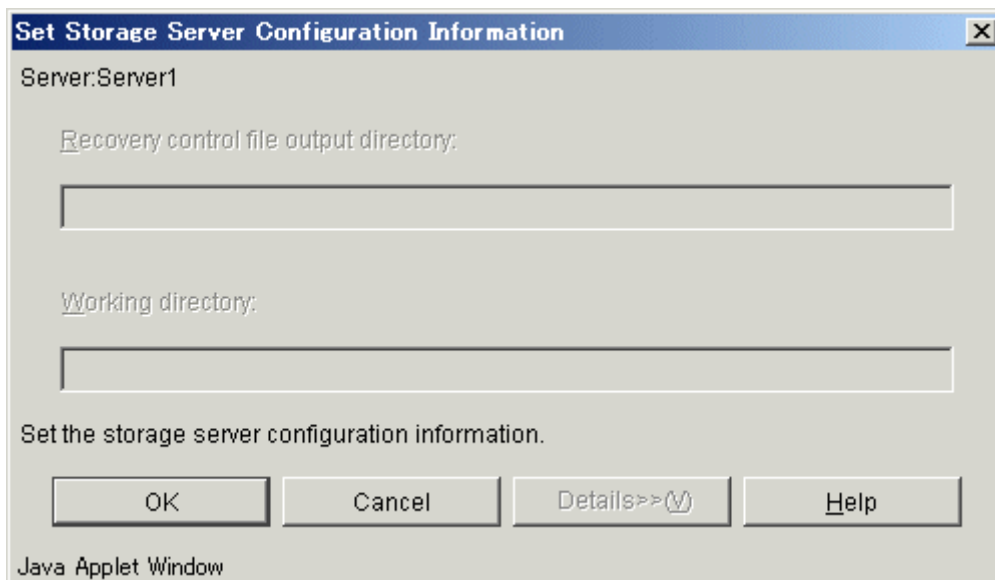 Set Storage Server Configuration Information
Server:Server1
Recovery control file output directory:
Working directory:
Set the storage server configuration information.
OK Cancel Details>>(V) Help
Java Applet Window